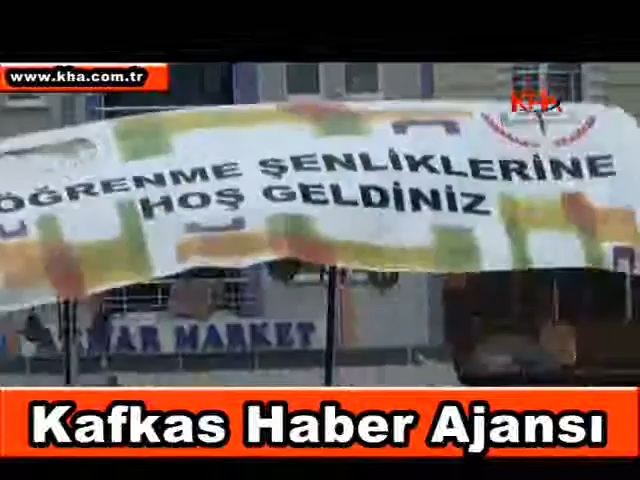 www.kha.com.tr
KHA
ÖĞRENME ŞENLİKLERİNE
HOŞ GELDİNİZ
MARKET
Kafkas Haber Ajansı